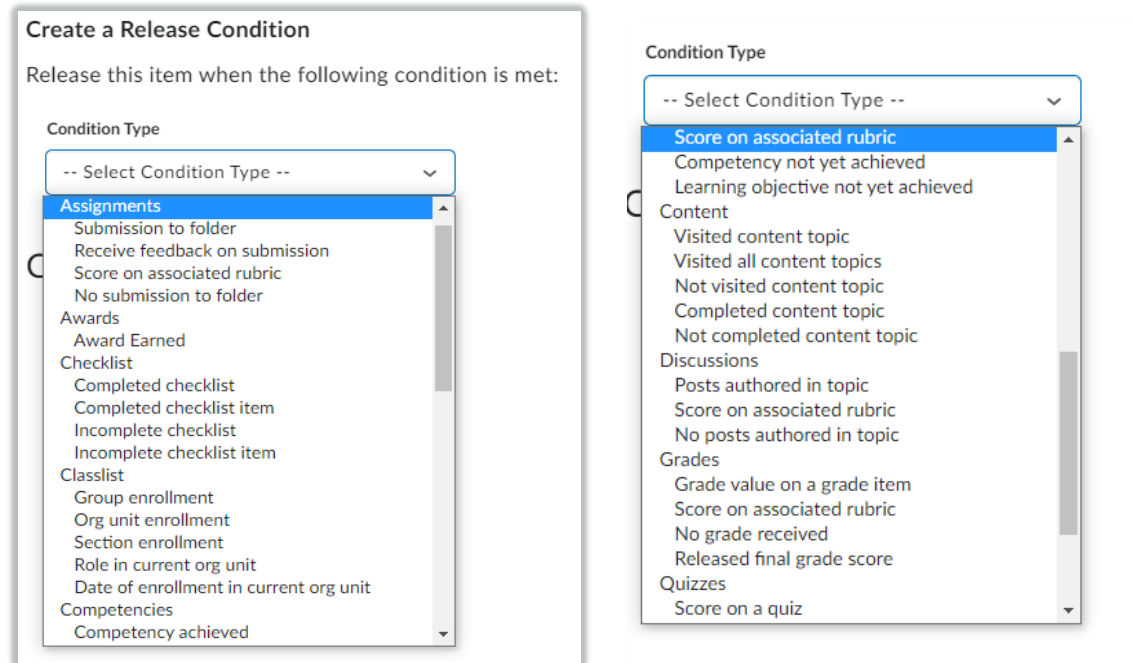 Create a Release Condition
Release this item when the following condition is met:
Condition Type
-- Select Condition Type --
Assignments
Submission to folder
Receive feedback on submission
Score on associated rubric
No submission to folder
Awards
Award Earned
Checklist
Completed checklist
Completed checklist item
Incomplete checklist
Incomplete checklist item
Classlist
Group enrollment
Org unit enrollment
Section enrollment
Role in current org unit
Date of enrollment in current org unit
Competencies
Competency achieved
Condition Type
-- Select Condition Type --
Score on associated rubric
Competency not yet achieved
Learning objective not yet achieved
Content
Visited content topic
Visited all content topics
Not visited content topic
Completed content topic
Not completed content topic
Discussions
Posts authored in topic
Score on associated rubric
No posts authored in topic
Grades
Grade value on a grade item
Score on associated rubric
No grade received
Released final grade score
Quizzes
Score on a quiz